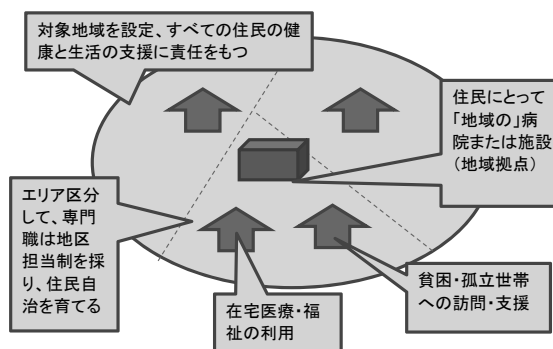 対象地域を設定、すべての住民の健
康と生活の支援に責任をもつ
住民にとって
「地域の」病
院または施設
（地域拠点）
エリア区分
して、専門
職は地区
担当制を採
り、住民自
治を育てる
在宅医療・福
祉の利用
貧困・孤立世帯
への訪問・支援